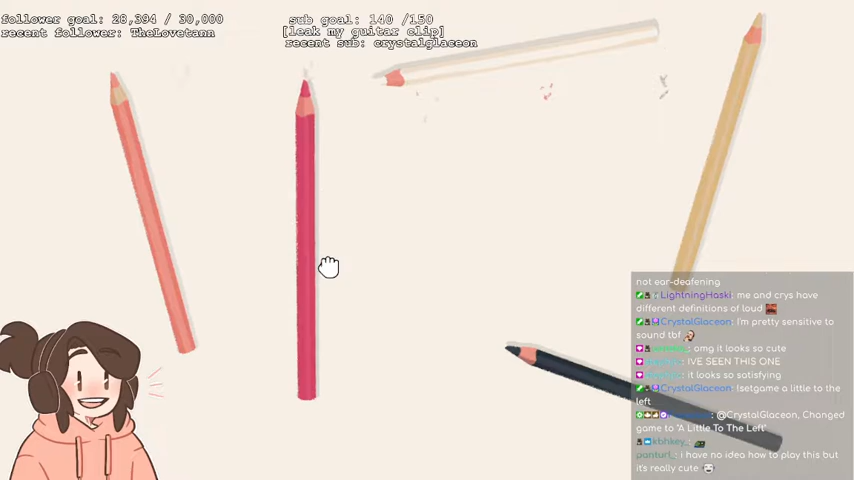 follower goal: 28,394 / 30,000
recent follower: TheLovetann
sub goal: 140 /150
[leak my guitar clip]
recent sub: crystalglaceon
not ear-deafening
LightningHaski: me and crys have
different definitions of loud
CrystalGlaceon: I'm pretty sensitive to
sound tbf
: omg it looks so cute
: IVE SEEN THIS ONE
: it looks so satisfying
CrystalGlaceon: !setgame a little to the
left
: @CrystalGlaceon, Changed
game to "A Little To The Left"
kbhkey_:
panturl_: i have no idea how to play this but
it's really cute